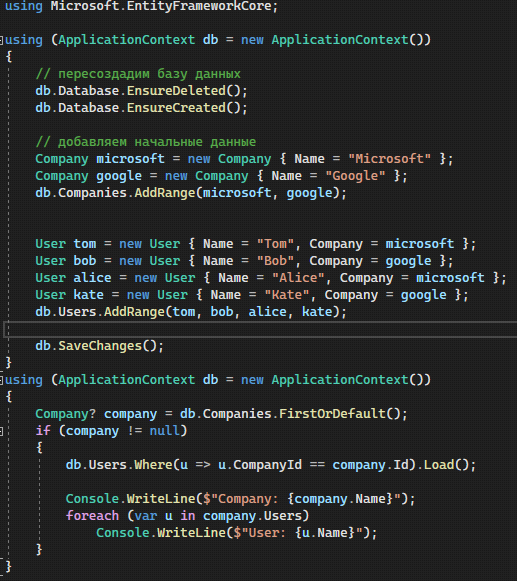 using Microsoft.EntityFrameworkCore;
using (ApplicationContext db = new ApplicationContext())
{
// пересоздадим базу данных
db.Database.EnsureDeleted();
db.Database.EnsureCreated();
// добавляем начальные данные
Company microsoft = new Company { Name = "Microsoft" };
Company google = new Company { Name = "Google" };
db.Companies.AddRange(microsoft, google);
User tom = new User { Name = "Tom", Company = microsoft };
User bob = new User { Name = "Bob", Company = google };
User alice = new User { Name = "Alice", Company = microsoft };
User kate = new User { Name = "Kate", Company = google };
db.Users.AddRange(tom, bob, alice, kate);
db.SaveChanges();
}
using (ApplicationContext db = new ApplicationContext())
{
Company? company = db.Companies.FirstOrDefault();
if (company != null)
{
db.Users.Where(u => u.CompanyId == company.Id).Load();
Console.WriteLine($"Company: {company.Name}");
foreach (var u in company.Users)
Console.WriteLine($"User: {u.Name}");
}
}